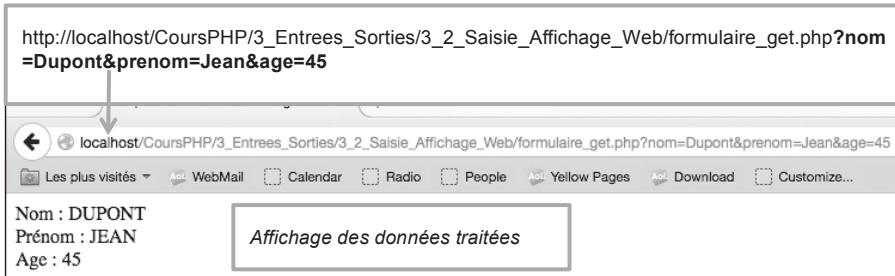 http://localhost/CoursPHP/3_Entrees_Sorties/3_2_Saisie_Affichage_Web/formulaire_get.php?nom
=Dupont&prenom=Jean&age=45
localhost/CoursPHP/3_Entrees_Sorties/3_2_Saisie_Affichage_Web/formulaire_get.php?nom=Dupont&prenom=Jean&age=45
Les plus visités WebMail Calendar Radio People Yellow Pages Download Customize...
Nom : DUPONT
Prénom : JEAN
Age : 45
Affichage des données traitées